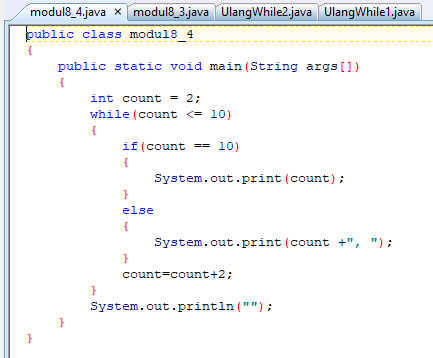 modul8_4.java × modul8_3.java UlangWhile2.java UlangWhile1.java
public class modul8_4
{
    public static void main(String args[])
    {
        int count = 2;
        while(count <= 10)
        {
            if(count == 10)
            {
                System.out.print(count);
            }
            else
            {
                System.out.print(count +", ");
            }
            count=count+2;
        }
        System.out.println("");
    }
}